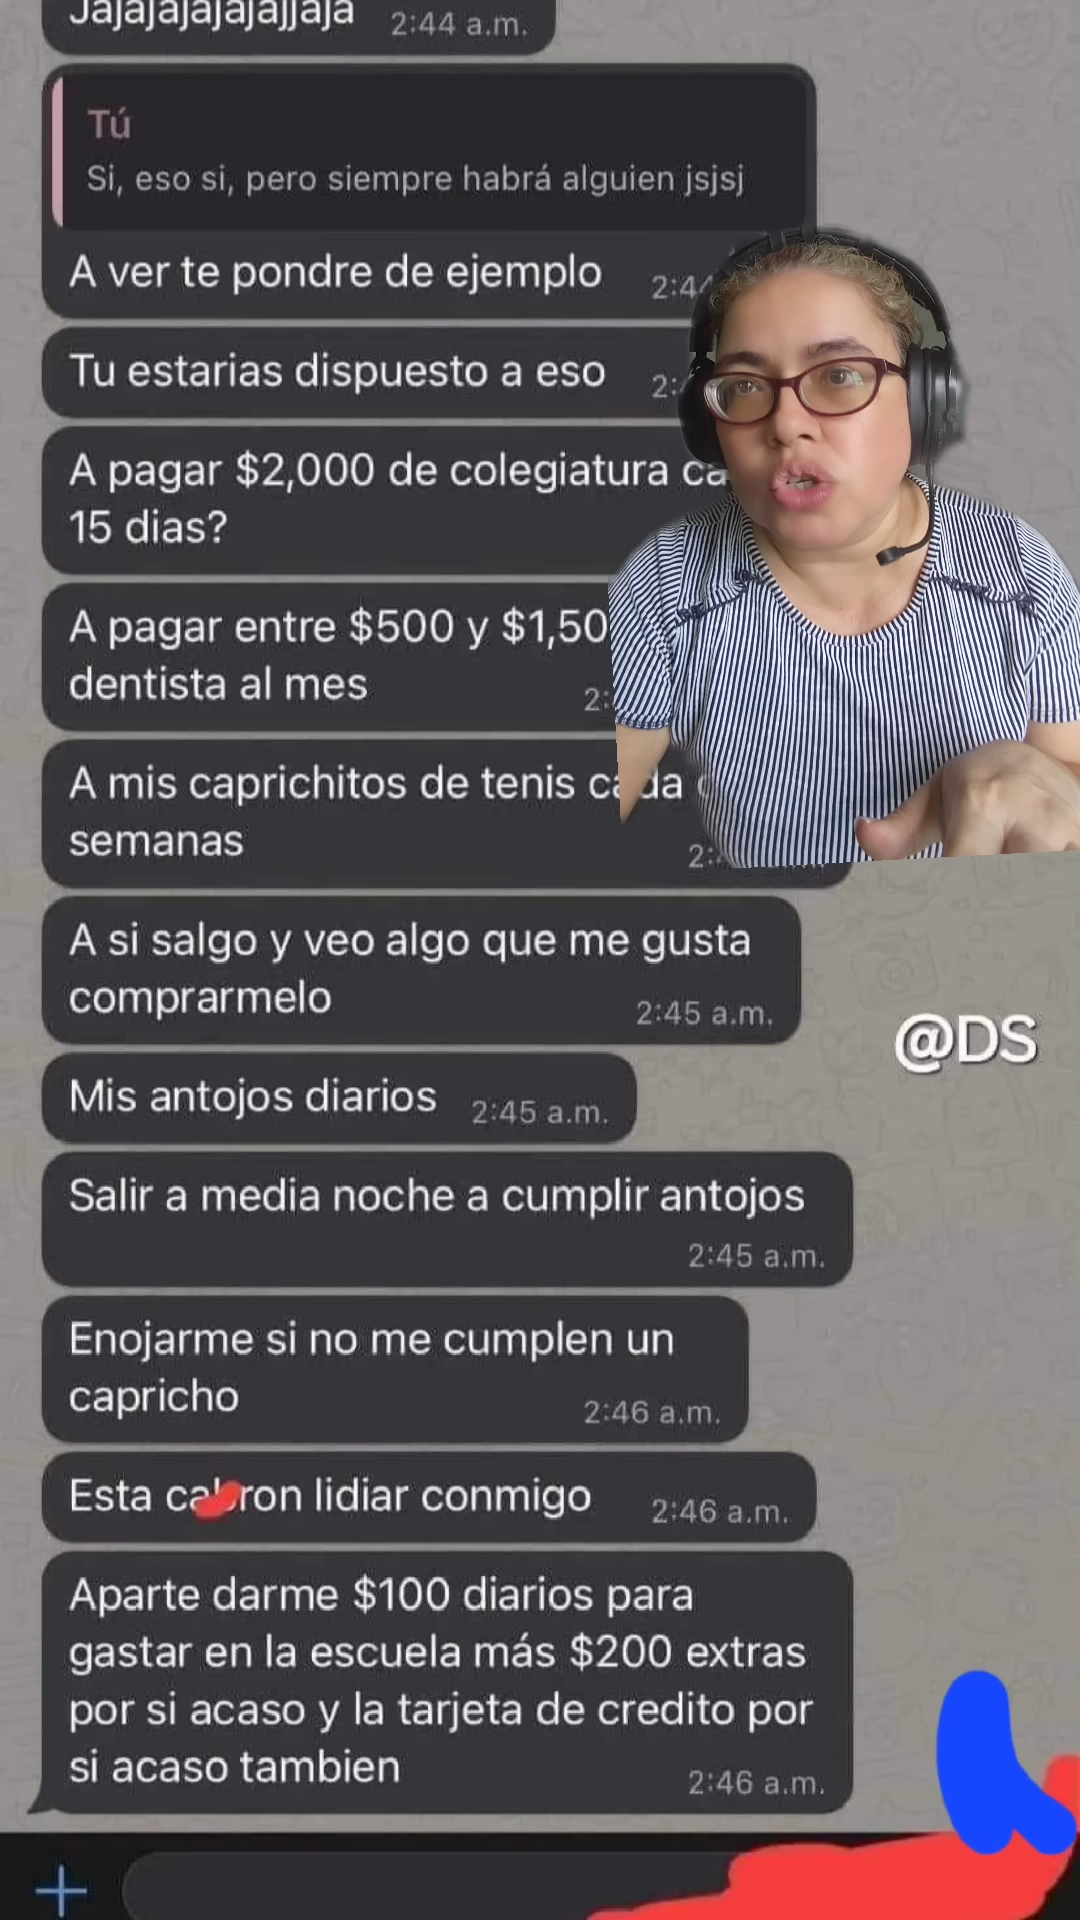 Jajajajajajajjaja 2:44 a.m.
Tú
Si, eso si, pero siempre habrá alguien jsjsj
A ver te pondre de ejemplo
Tu estarias dispuesto a eso
A pagar $2,000 de colegiatura
15 dias?
A pagar entre $500 y
dentista al mes
A mis caprichitos de tenis cada
semanas
A si salgo y veo algo que me gusta
comprarmelo 2:45 a.m.
Mis antojos diarios 2:45 a.m.
Salir a media noche a cumplir antojos
2:45 a.m.
Enojarme si no me cumplen un
capricho 2:46 a.m.
Esta cabron lidiar conmigo 2:46 a.m.
Aparte darme $100 diarios para
gastar en la escuela más $200 extras
por si acaso y la tarjeta de credito por
si acaso tambien 2:46 a.m.
@DS